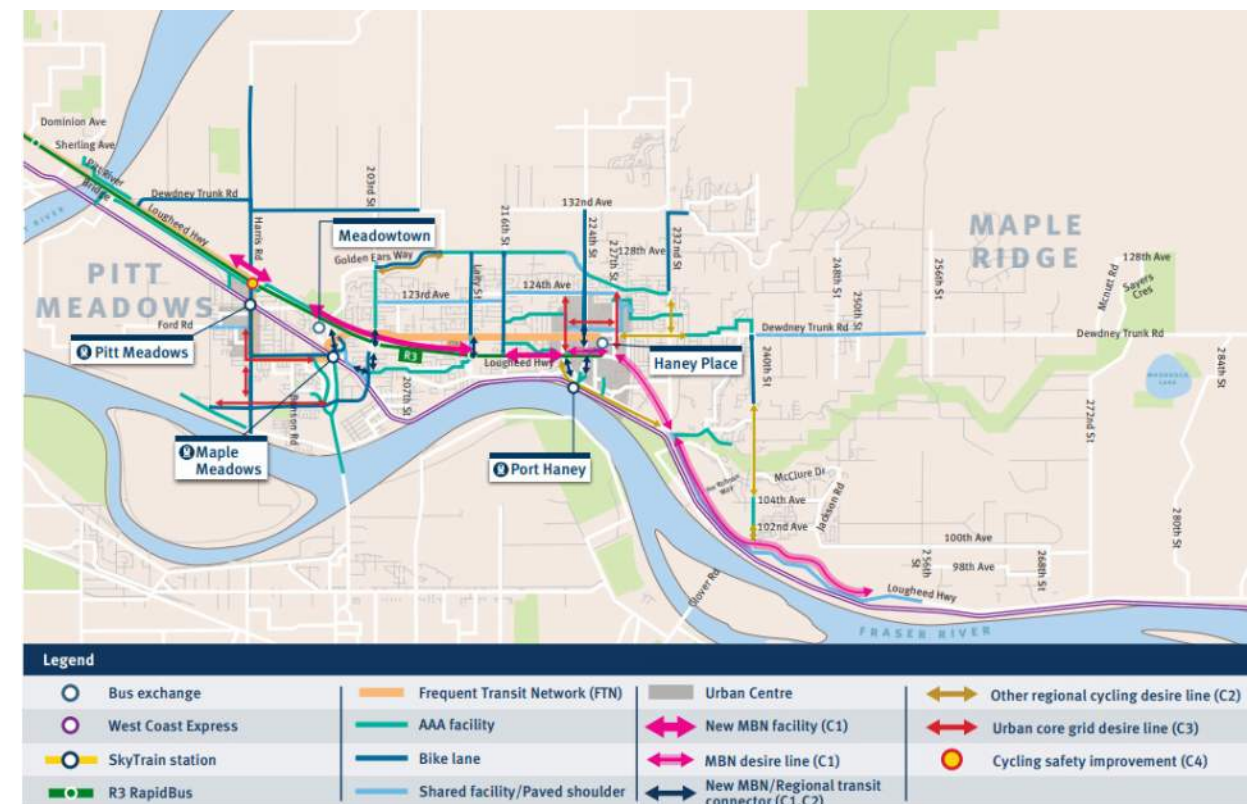 Dominion Ave
Sherling Ave
Pitt River
Bridge
Lougheed Hwy
Dewdney Trunk Rd
RIVER
Harris Rd
203rd St
Meadowtown
Golden Ears Way
216th St
132nd Ave
224th St
227th St
128th Ave
232nd St
248th St
250th St
256th St
MAPLE
RIDGE
128th Ave
Mcnutt Rd
Sayers
Cres
PITT
MEADOWS
123rd Ave
Laity St
124th Ave
Ford Rd
Dewdney Trunk Rd
Dewdney Trunk Rd
Pitt Meadows
R3
Lougheed Hwy
Haney Place
240th St
284th St
207th St
272nd St
Maple
Meadows
Port Haney
McClure Dr
104th Ave
Jackson Rd
102nd Ave
100th Ave
256th
St
98th Ave
268th St
280th St
Glover Rd
Lougheed Hwy
FRASER RIVER
Legend
Bus exchange
West Coast Express
SkyTrain station
R3 RapidBus
Frequent Transit Network (FTN)
AAA facility
Bike lane
Shared facility/Paved shoulder
Urban Centre
New MBN facility (C1)
MBN desire line (C1)
New MBN/Regional transit
connector (C1,C2)
Other regional cycling desire line (C2)
Urban core grid desire line (C3)
Cycling safety improvement (C4)